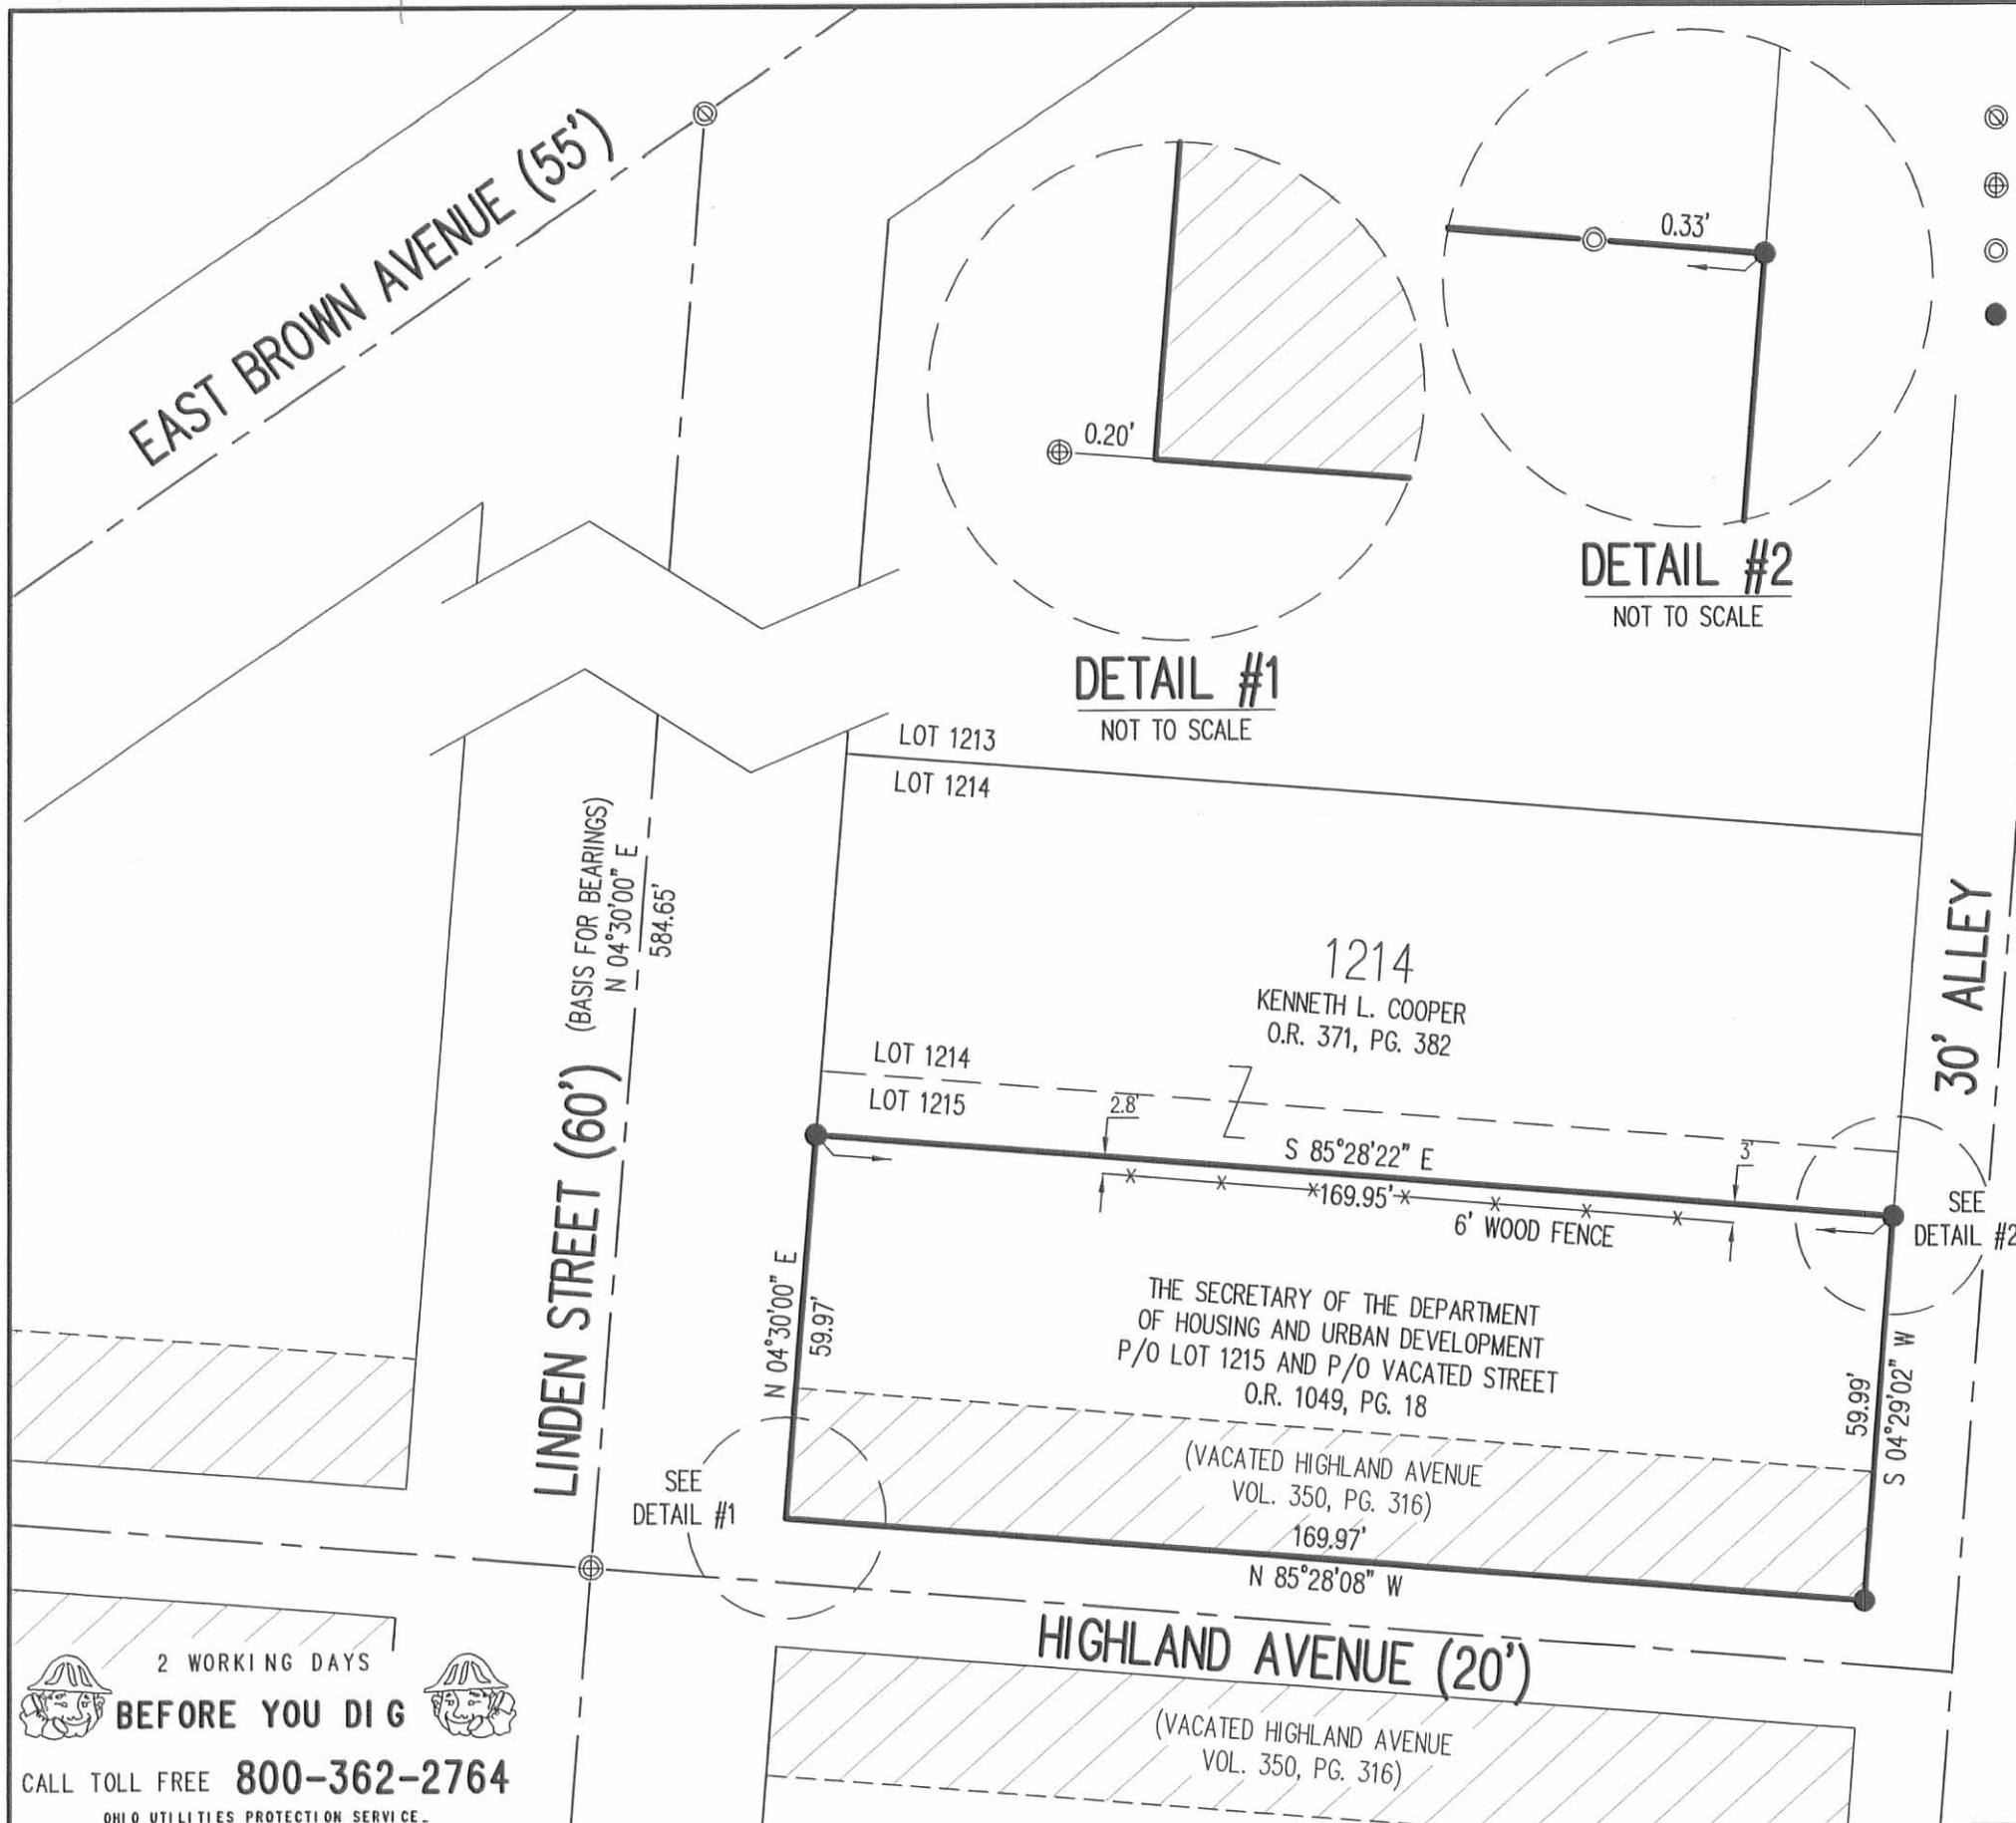 EAST BROWN AVENUE (55')
0.20'
DETAIL #1
NOT TO SCALE
0.33'
DETAIL #2
NOT TO SCALE
LOT 1213
LOT 1214
(BASIS FOR BEARINGS)
N 04°30'00" E
584.65'
LINDEN STREET (60')
1214
KENNETH L. COOPER
O.R. 371, PG. 382
30' ALLEY
LOT 1214
LOT 1215
2.8'
S 85°28'22" E
169.95'
3'
6' WOOD FENCE
SEE
DETAIL #2
N 04°30'00" E
59.97'
THE SECRETARY OF THE DEPARTMENT
OF HOUSING AND URBAN DEVELOPMENT
P/O LOT 1215 AND P/O VACATED STREET
O.R. 1049, PG. 18
59.99'
S 04°29'02" W
SEE
DETAIL #1
(VACATED HIGHLAND AVENUE
VOL. 350, PG. 316)
169.97'
N 85°28'08" W
HIGHLAND AVENUE (20')
(VACATED HIGHLAND AVENUE
VOL. 350, PG. 316)
2 WORKING DAYS
BEFORE YOU DIG
CALL TOLL FREE 800-362-2764
OHIO UTILITIES PROTECTION SERVICE